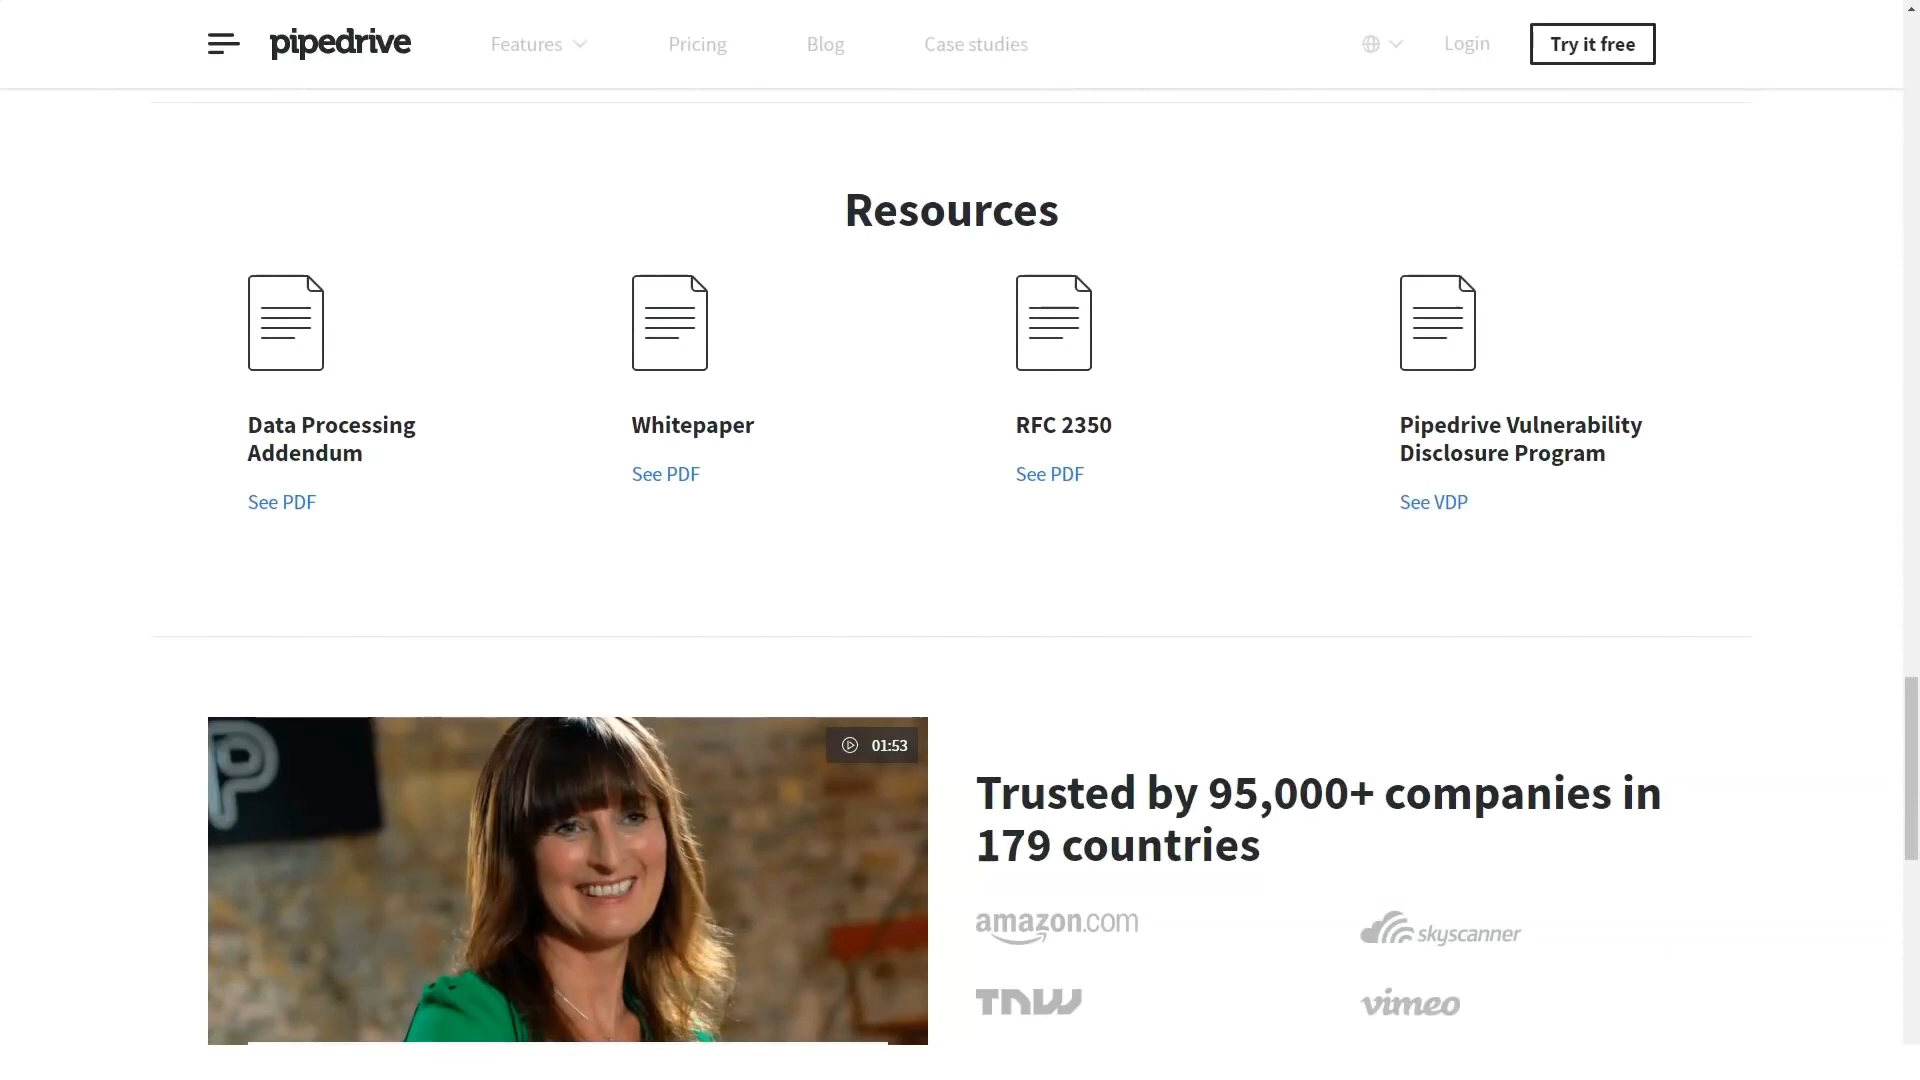 pipedrive
Features
Pricing
Blog
Case studies
Login
Try it free
Resources
Data Processing
Addendum
See PDF
Whitepaper
See PDF
RFC 2350
See PDF
Pipedrive Vulnerability
Disclosure Program
See VDP
P
01:53
Trusted by 95,000+ companies in
179 countries
amazon.com
skyscanner
TNW
vimeo